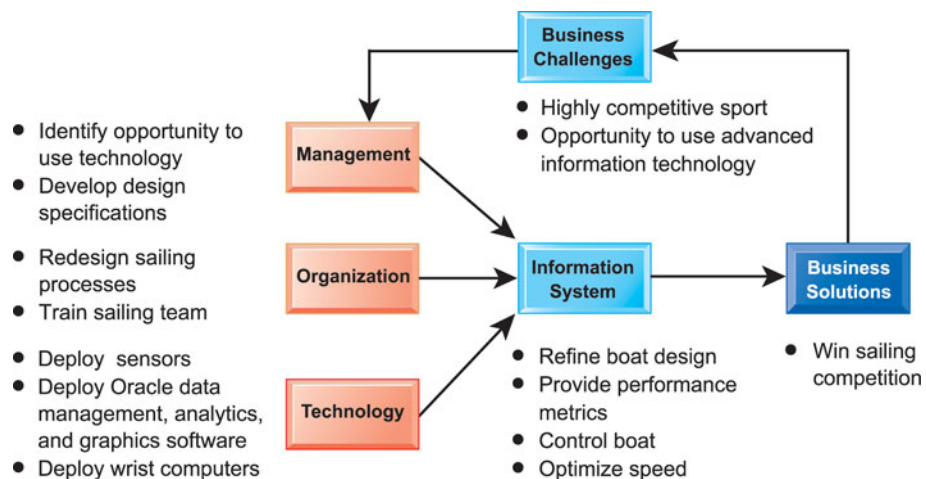 Business
Challenges
• Highly competitive sport
• Opportunity to use advanced
information technology
• Identify opportunity to
use technology
• Develop design
specifications
Management
• Redesign sailing
processes
• Train sailing team
Organization
Information
System
Business
Solutions
• Deploy sensors
• Deploy Oracle data
management, analytics,
and graphics software
• Deploy wrist computers
Technology
• Refine boat design
• Provide performance
metrics
• Control boat
• Optimize speed
• Win sailing
competition